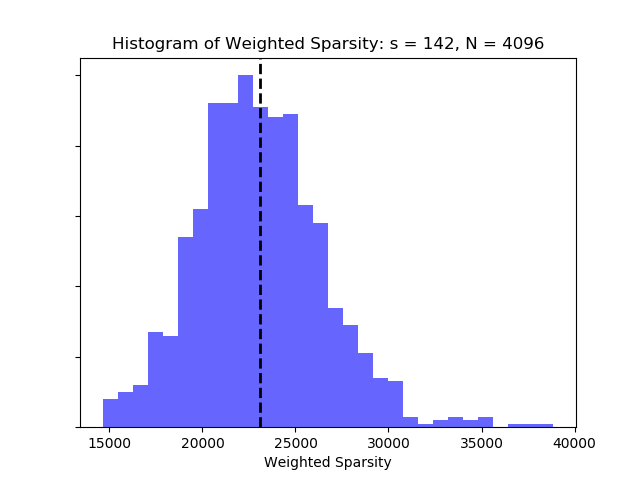 Histogram of Weighted Sparsity: s = 142, N = 4096
15000 20000 25000 30000 35000 40000
Weighted Sparsity